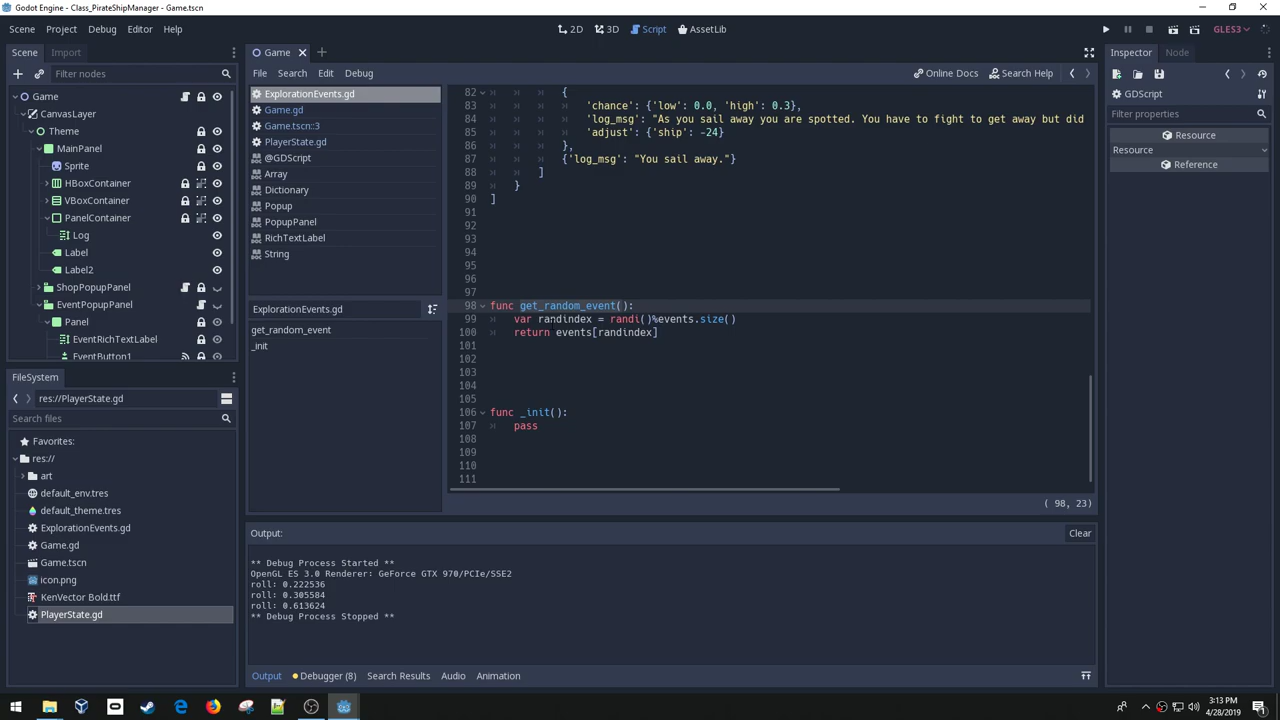 Godot Engine - Class_PirateShipManager - Game.tscn
Scene Project Debug Editor Help
2D 3D Script AssetLib
GLES3
Scene Import
Filter nodes
Game
CanvasLayer
Theme
MainPanel
Sprite
HBoxContainer
VBoxContainer
PanelContainer
Log
Label
Label2
ShopPopupPanel
EventPopupPanel
Panel
EventRichTextLabel
EventButton1
FileSystem
res://PlayerState.gd
Search files
Favorites:
res://
art
default_env.tres
default_theme.tres
ExplorationEvents.gd
Game.gd
Game.tscn
icon.png
KenVector Bold.ttf
PlayerState.gd
Game
File Search Edit Debug
Online Docs Search Help
ExplorationEvents.gd
Game.gd
Game.tscn::3
PlayerState.gd
@GDScript
Array
Dictionary
Popup
PopupPanel
RichTextLabel
String
ExplorationEvents.gd
get_random_event
_init
82 {
83 'chance': {'low': 0.0, 'high': 0.3},
84 'log_msg': "As you sail away you are spotted. You have to fight to get away but did
85 'adjust': {'ship': -24}
86 },
87 {'log_msg': "You sail away."}
88 ]
89 }
90 ]
91
92
93
94
95
96
97
98 func get_random_event():
99 var randindex = randi()%events.size()
100 return events[randindex]
101
102
103
104
105
106 func _init():
107 pass
108
109
110
111
( 98, 23)
Output:
Clear
** Debug Process Started **
OpenGL ES 3.0 Renderer: GeForce GTX 970/PCIe/SSE2
roll: 0.222536
roll: 0.305584
roll: 0.613624
** Debug Process Stopped **
Output Debugger (8) Search Results Audio Animation
Inspector Node
GDScript
Filter properties
Resource
Resource
Reference
3:13 PM
4/28/2019
1